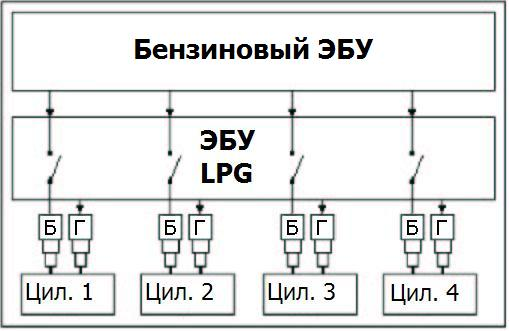 Бензиновый ЭБУ
ЭБУ
LPG
Б Г Б Г Б Г Б Г
Цил. 1 Цил. 2 Цил. 3 Цил. 4